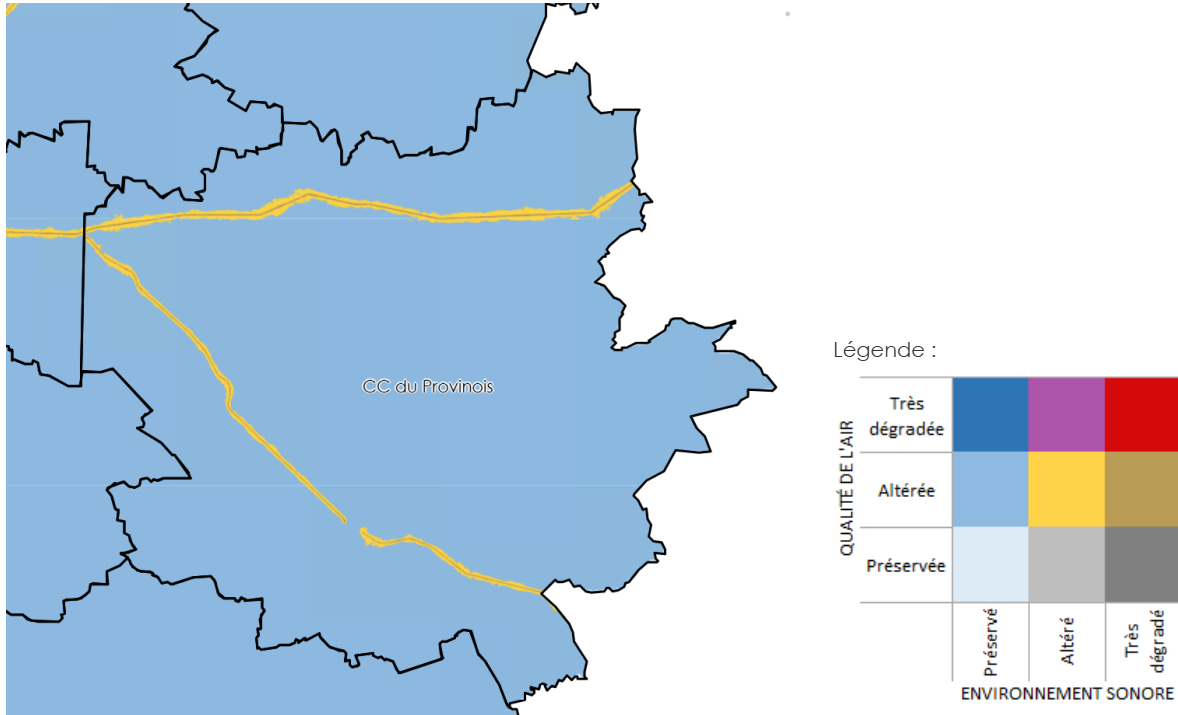 CC du Provinois
Légende :
QUALITÉ DE L'AIR
Très
dégradée
Altérée
Préservée
Préservé
Altéré
Très
dégradé
ENVIRONNEMENT SONORE